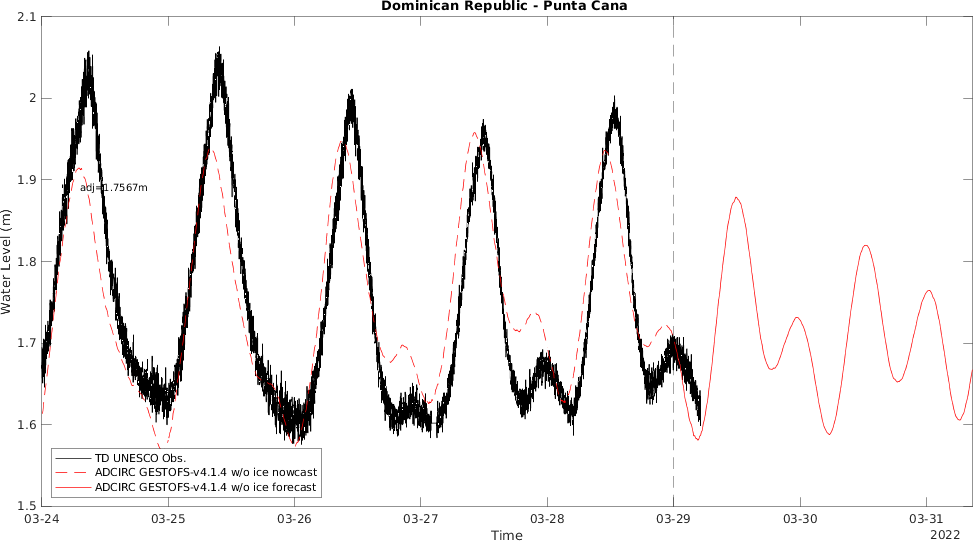 Dominican Republic - Punta Cana
2.1
2
1.9
1.8
1.7
1.6
1.5
Water Level (m)
adj=1.7567m
TD UNESCO Obs.
ADCIRC GESTOFS-v4.1.4 w/o ice nowcast
ADCIRC GESTOFS-v4.1.4 w/o ice forecast
03-24 03-25 03-26 03-27 03-28 03-29 03-30 03-31
Time
2022